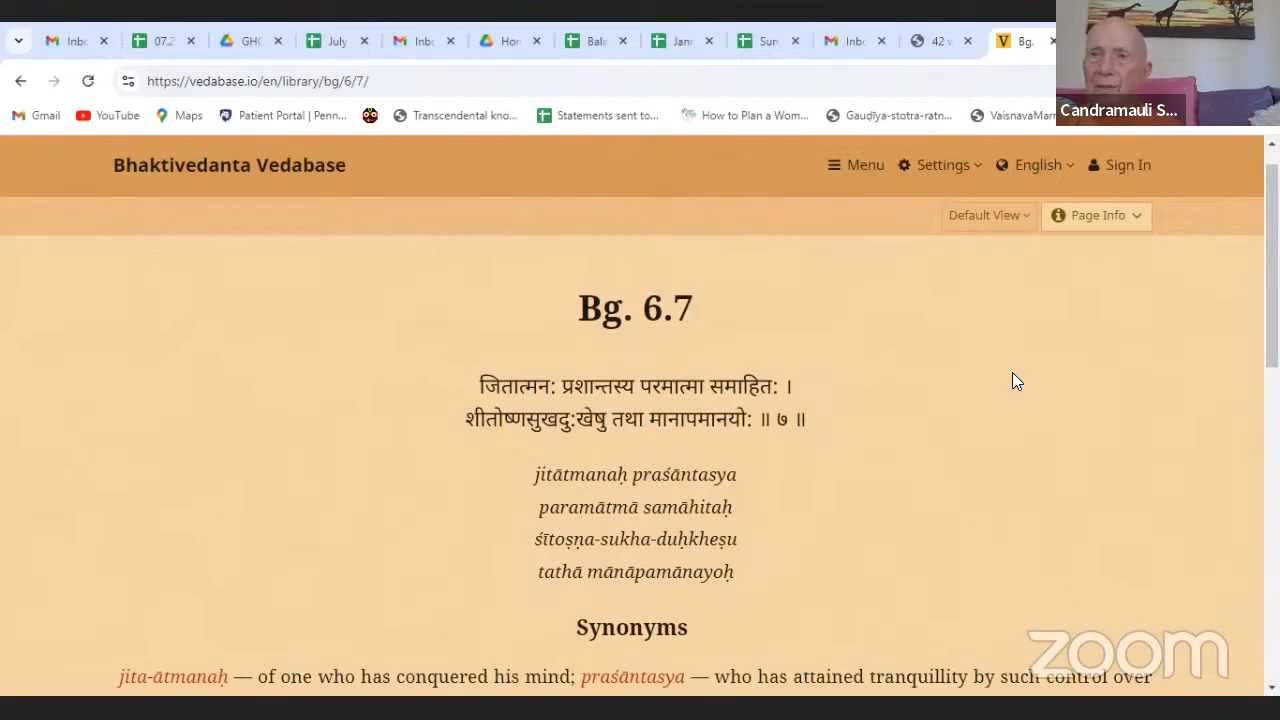 Inbc
07.2
GHC
July
Inbc
Hor
Bala
Jann
Sun
Inbc
42 v
Bg.
https://vedabase.io/en/library/bg/6/7/
Gmail
YouTube
Maps
Patient Portal | Penn...
Transcendental kno...
Statements sent to...
How to Plan a Wom...
Gauḍīya-stotra-ratn...
VaisnavaMarr
Candramauli S...
Bhaktivedanta Vedabase
Menu
Settings
English
Sign In
Default View
Page Info
Bg. 6.7
जितात्मन: प्रशान्तस्य परमात्मा समाहित: ।
शीतोष्णसुखदु:खेषु तथा मानापमानयो: ॥ ७ ॥
jitātmanaḥ praśāntasya
paramātmā samāhitaḥ
śītoṣṇa-sukha-duḥkheṣu
tathā mānāpamānayoḥ
Synonyms
jita-ātmanaḥ — of one who has conquered his mind; praśāntasya — who has attained tranquillity by such control over
zoom